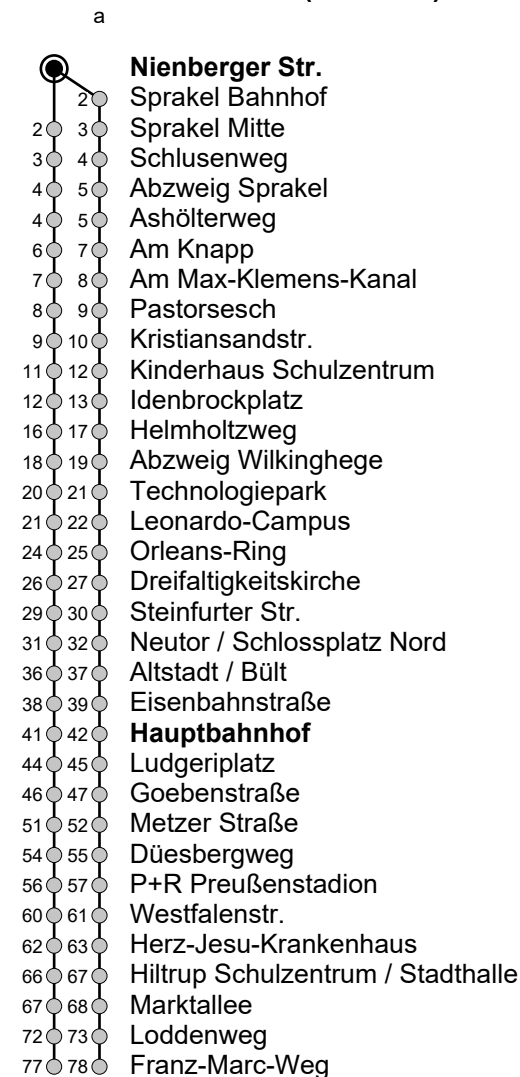 a
Nienberger Str.
2 Sprakel Bahnhof
2 3 Sprakel Mitte
3 4 Schlusenweg
4 5 Abzweig Sprakel
4 5 Ashölterweg
6 7 Am Knapp
7 8 Am Max-Klemens-Kanal
8 9 Pastorsesch
9 10 Kristiansandstr.
11 12 Kinderhaus Schulzentrum
12 13 Idenbrockplatz
16 17 Helmholtzweg
18 19 Abzweig Wilkinghege
20 21 Technologiepark
21 22 Leonardo-Campus
24 25 Orleans-Ring
26 27 Dreifaltigkeitskirche
29 30 Steinfurter Str.
31 32 Neutor / Schlossplatz Nord
36 37 Altstadt / Bült
38 39 Eisenbahnstraße
41 42 Hauptbahnhof
44 45 Ludgeriplatz
46 47 Goebenstraße
51 52 Metzer Straße
54 55 Düesbergweg
56 57 P+R Preußenstadion
60 61 Westfalenstr.
62 63 Herz-Jesu-Krankenhaus
66 67 Hiltrup Schulzentrum / Stadthalle
67 68 Marktallee
72 73 Loddenweg
77 78 Franz-Marc-Weg